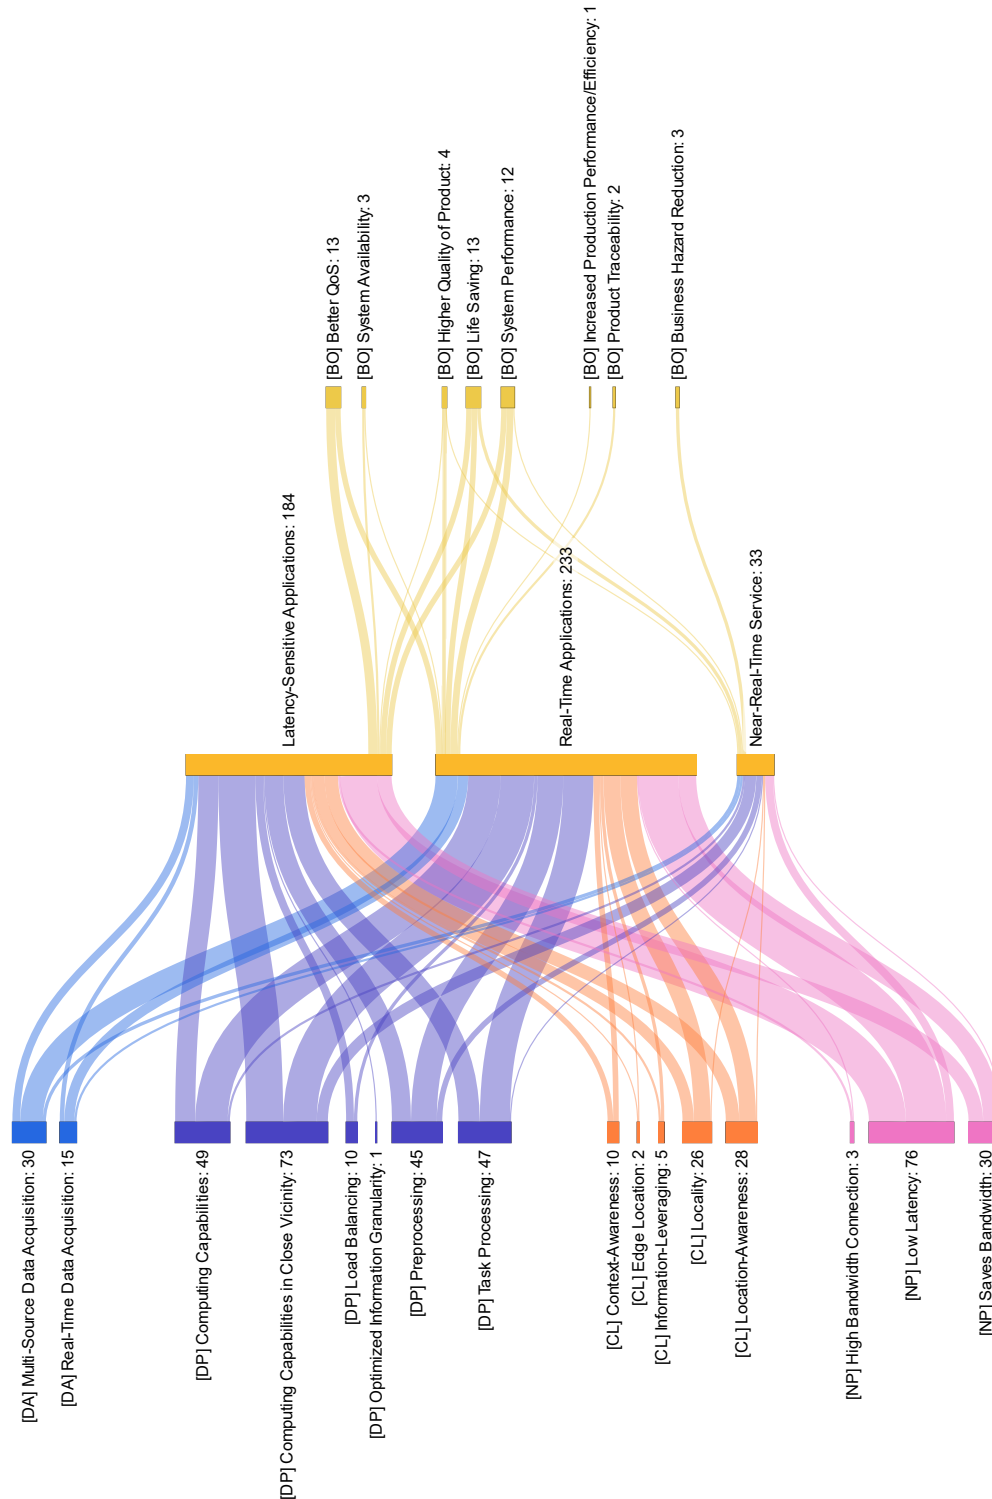 [BO] Better QoS: 13
[BO] System Availability: 3
[BO] Higher Quality of Product: 4
[BO] Life Saving: 13
[BO] System Performance: 12
[BO] Increased Production Performance/Efficiency: 1
[BO] Product Traceability: 2
[BO] Business Hazard Reduction: 3
Latency-Sensitive Applications: 184
Real-Time Applications: 233
Near-Real-Time Service: 33
[DA] Multi-Source Data Acquisition: 30
[DA] Real-Time Data Acquisition: 15
[DP] Computing Capabilities: 49
[DP] Computing Capabilities in Close Vicinity: 73
[DP] Load Balancing: 10
[DP] Optimized Information Granularity: 1
[DP] Preprocessing: 45
[DP] Task Processing: 47
[CL] Context-Awareness: 10
[CL] Edge Location: 2
[CL] Information-Leveraging: 5
[CL] Locality: 26
[CL] Location-Awareness: 28
[NP] High Bandwidth Connection: 3
[NP] Low Latency: 76
[NP] Saves Bandwidth: 30